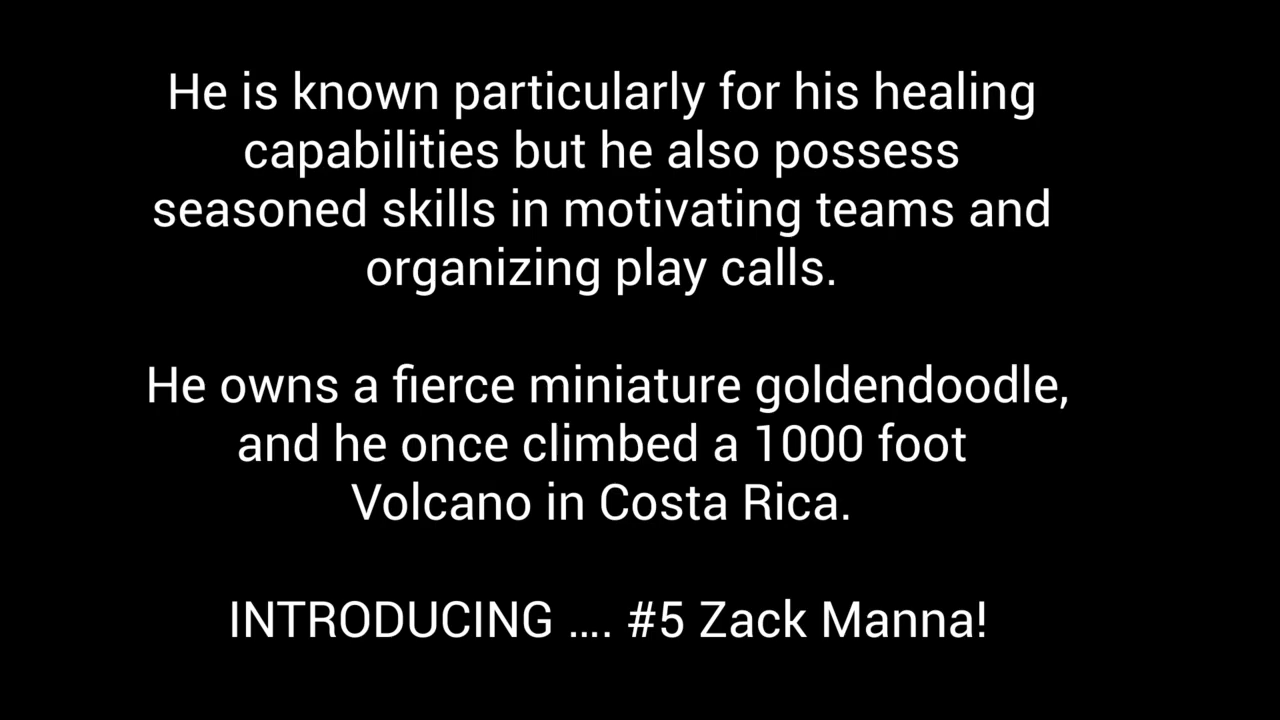 He is known particularly for his healing
capabilities but he also possess
seasoned skills in motivating teams and
organizing play calls.
He owns a fierce miniature goldendoodle,
and he once climbed a 1000 foot
Volcano in Costa Rica.
INTRODUCING .... #5 Zack Manna!